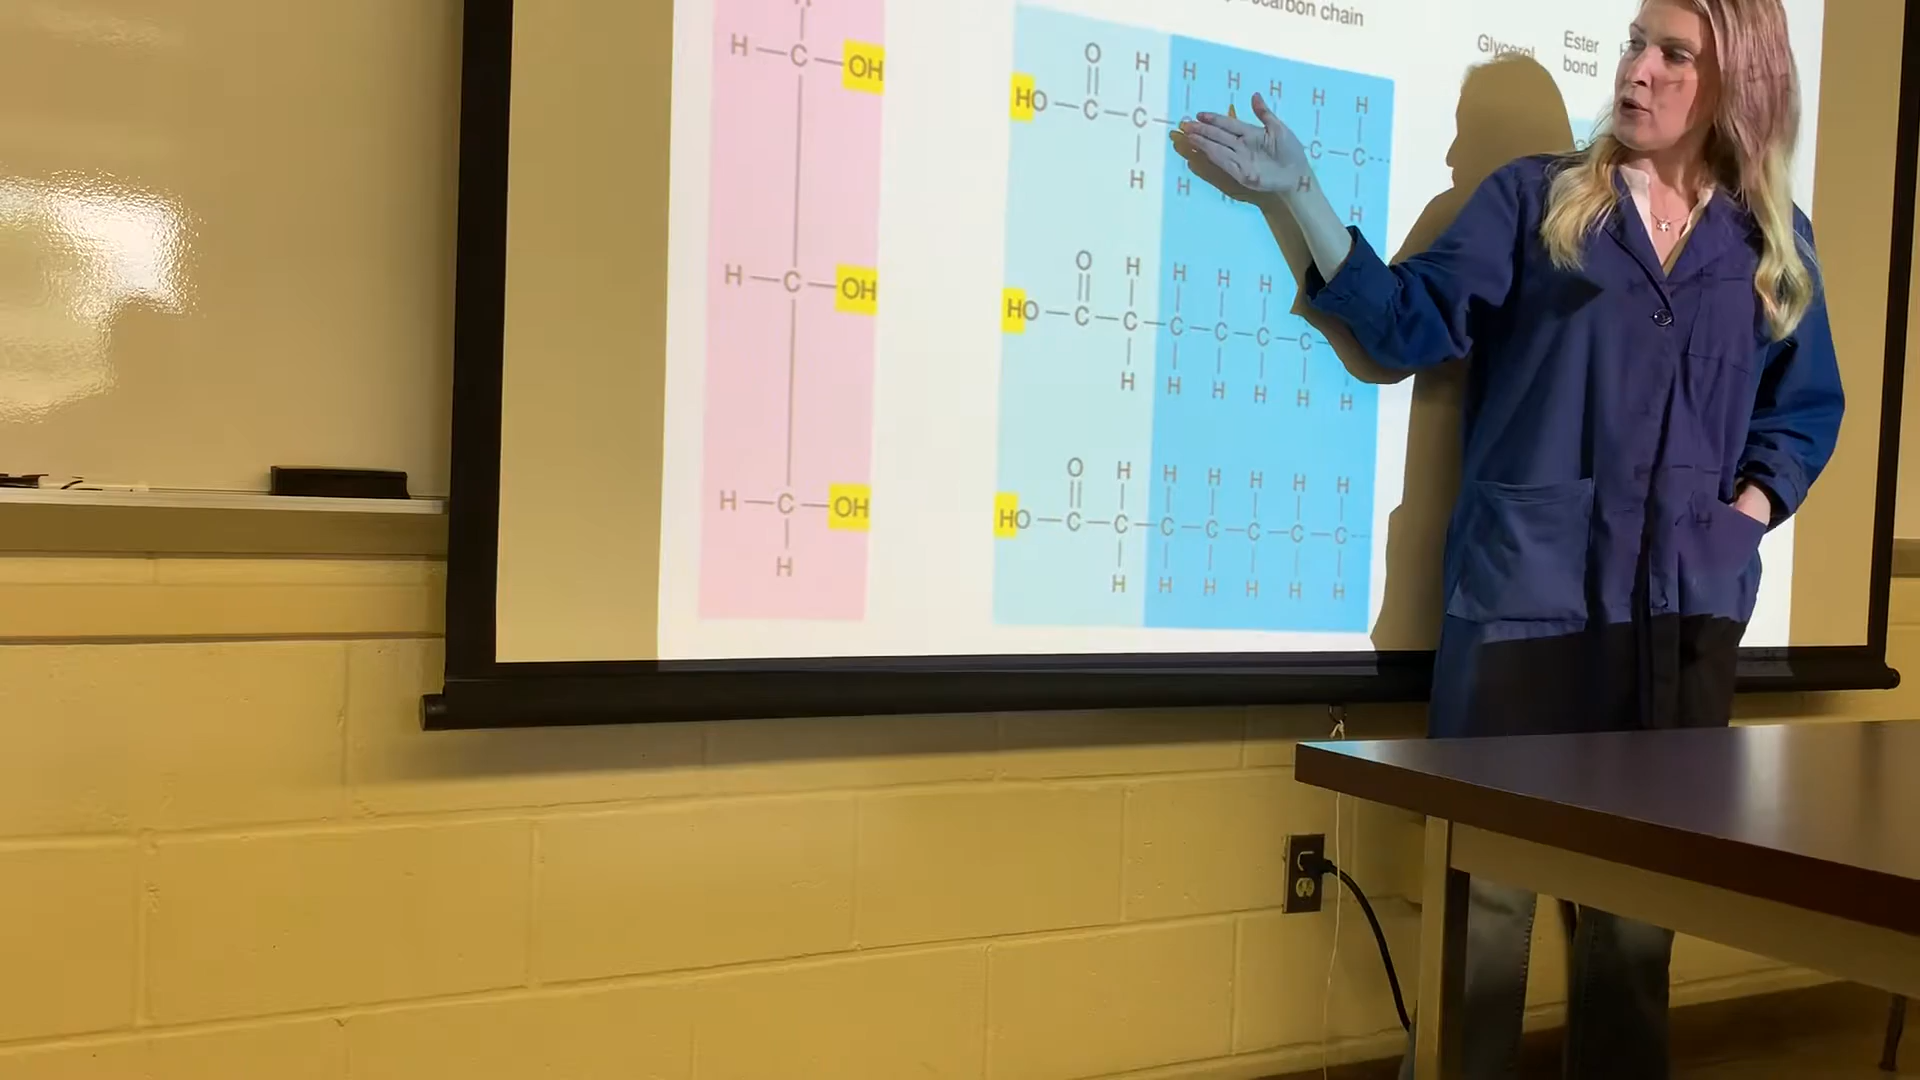 carbon chain
Glycerol
Ester
bond
H
H C OH
HO C C C C
O H H H H H H
H H H H
H C OH
HO C C C C C C
O H H H H
H H H H H H
H C OH
H
HO C C C C C C C
O H H H H H H
H H H H H H